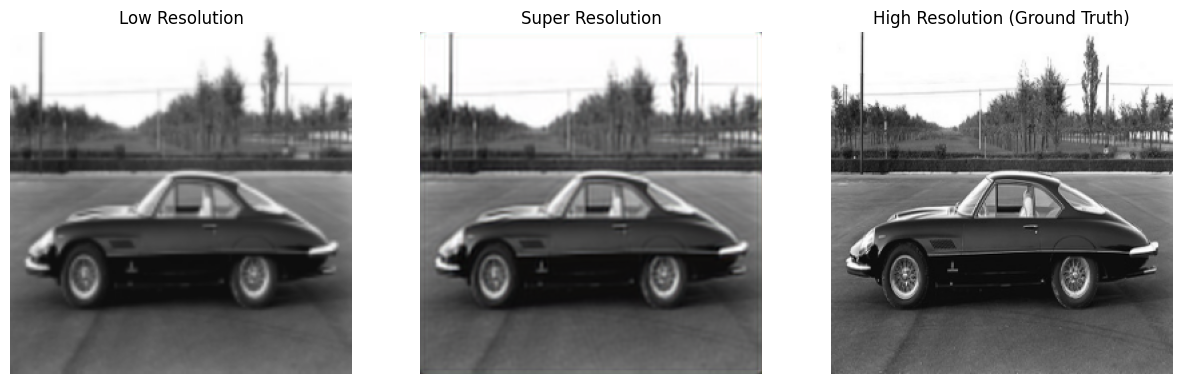 Low Resolution
Super Resolution
High Resolution (Ground Truth)